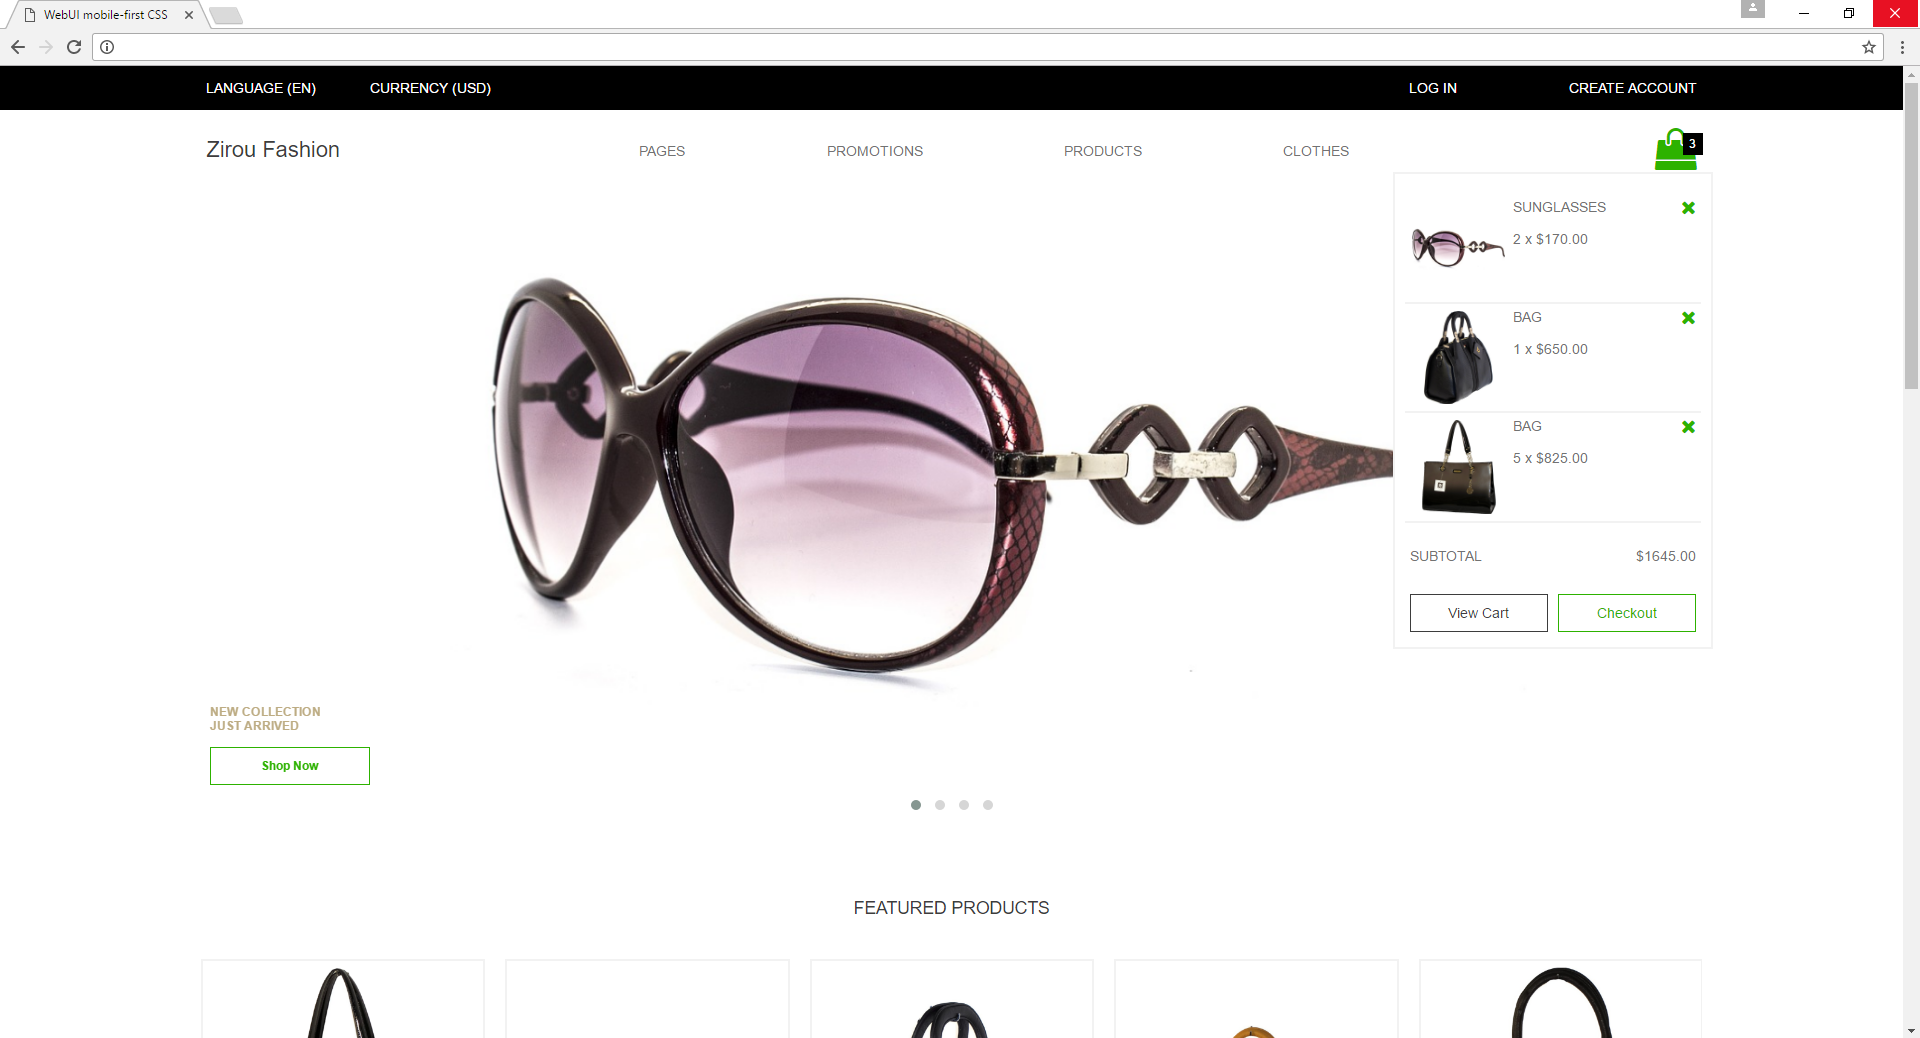 WebUI mobile-first CSS
LANGUAGE (EN)
CURRENCY (USD)
LOG IN
CREATE ACCOUNT
Zirou Fashion
PAGES
PROMOTIONS
PRODUCTS
CLOTHES
3
SUNGLASSES
2 x $170.00
BAG
1 x $650.00
BAG
5 x $825.00
SUBTOTAL
$1645.00
View Cart
Checkout
NEW COLLECTION
JUST ARRIVED
Shop Now
FEATURED PRODUCTS